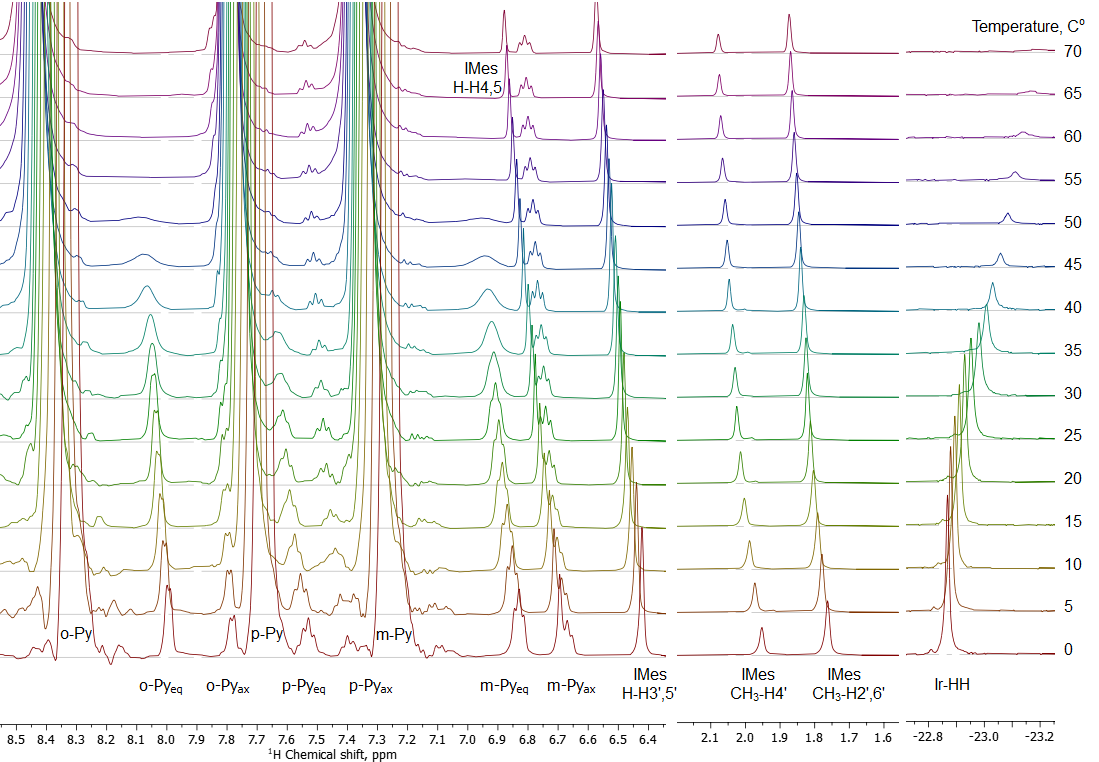 Temperature, C⁰
70
IMes
H-H4,5
65
60
55
50
45
40
35
30
25
20
15
10
5
o-Py p-Py m-Py
0
o-Pyeq o-Pyax p-Pyeq p-Pyax m-Pyeq m-Pyax IMes H-H3',5' IMes CH₃-H4' IMes CH₃-H2',6' Ir-HH
8.5 8.4 8.3 8.2 8.1 8.0 7.9 7.8 7.7 7.6 7.5 7.4 7.3 7.2 7.1 7.0 6.9 6.8 6.7 6.6 6.5 6.4 2.1 2.0 1.9 1.8 1.7 1.6 -22.8 -23.0 -23.2
¹H Chemical shift, ppm